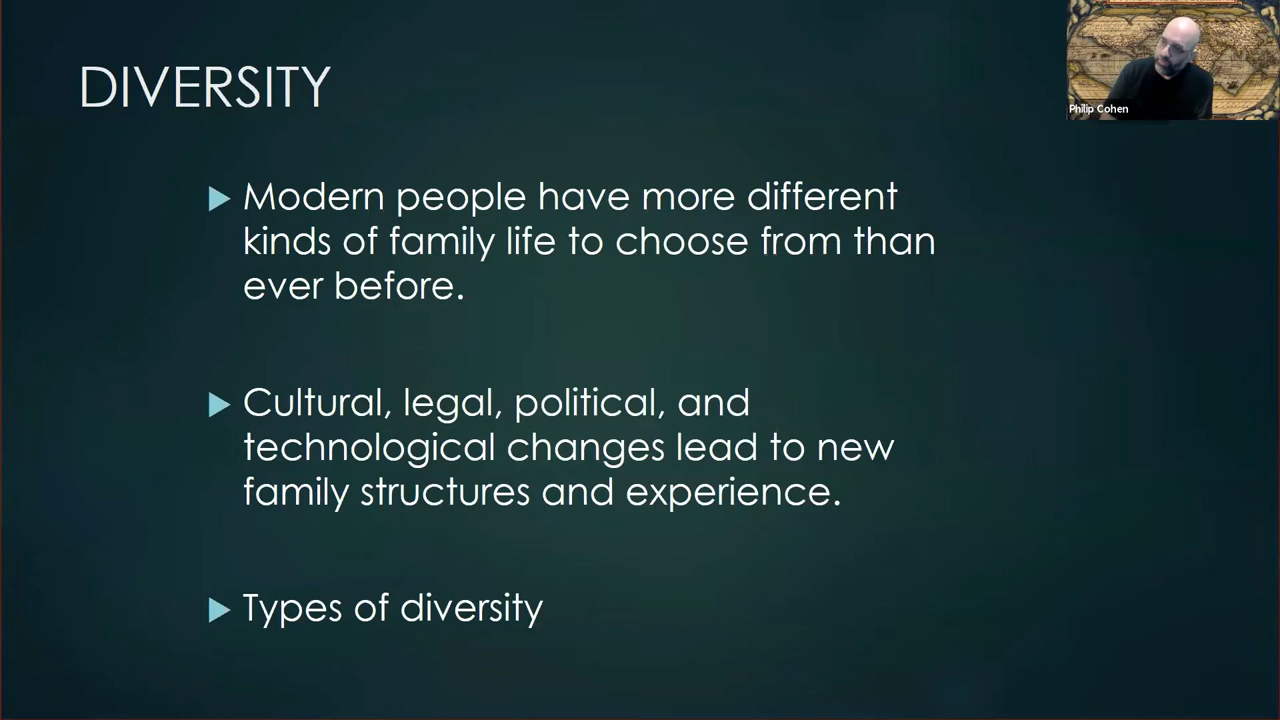 DIVERSITY
Philip Cohen
Modern people have more different
kinds of family life to choose from than
ever before.
Cultural, legal, political, and
technological changes lead to new
family structures and experience.
Types of diversity